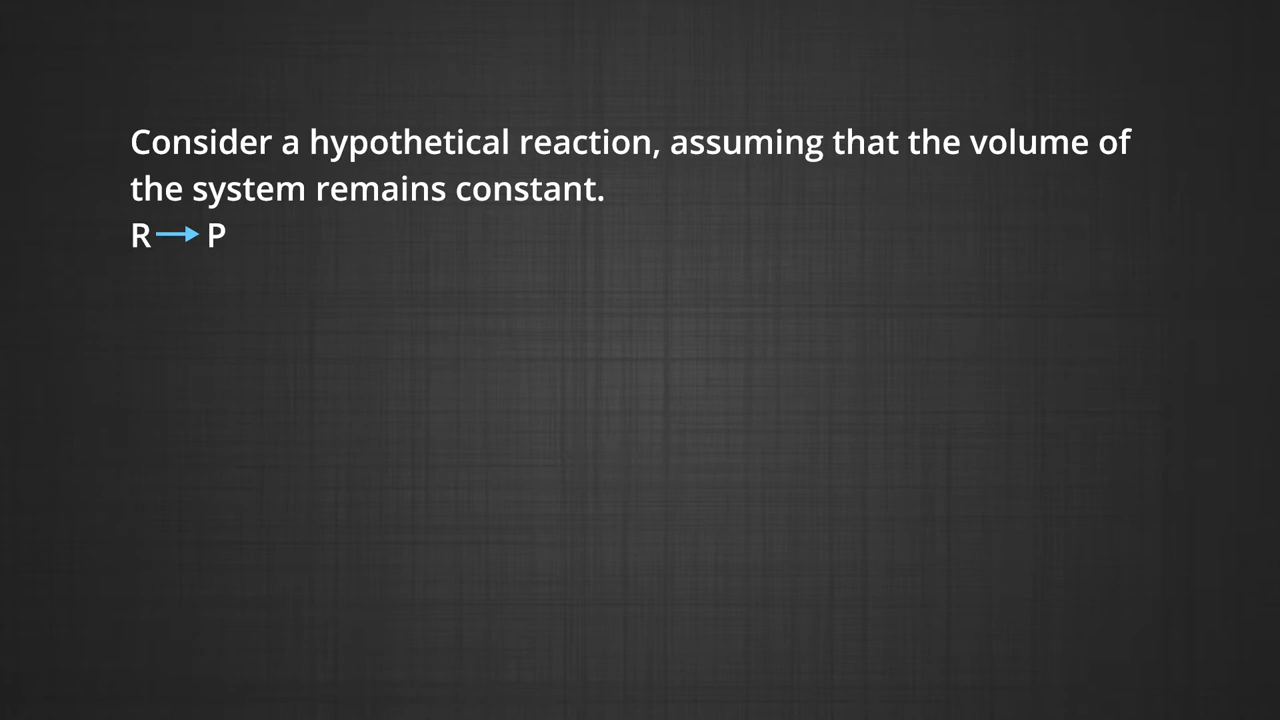 Consider a hypothetical reaction, assuming that the volume of
the system remains constant.
R → P